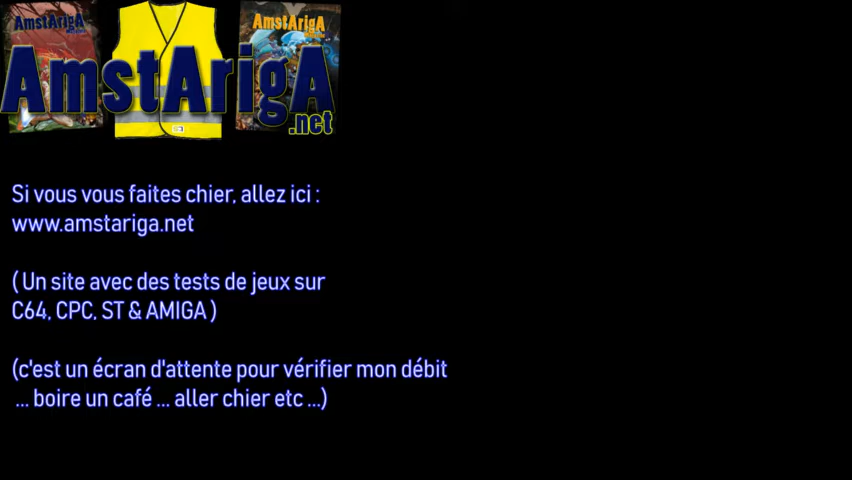 AmstArigA
AmstArigA
AmstArigA
.net
Si vous vous faites chier, allez ici :
www.amstariga.net
( Un site avec des tests de jeux sur
C64, CPC, ST & AMIGA )
(c'est un écran d'attente pour vérifier mon débit
... boire un café ... aller chier etc ...)